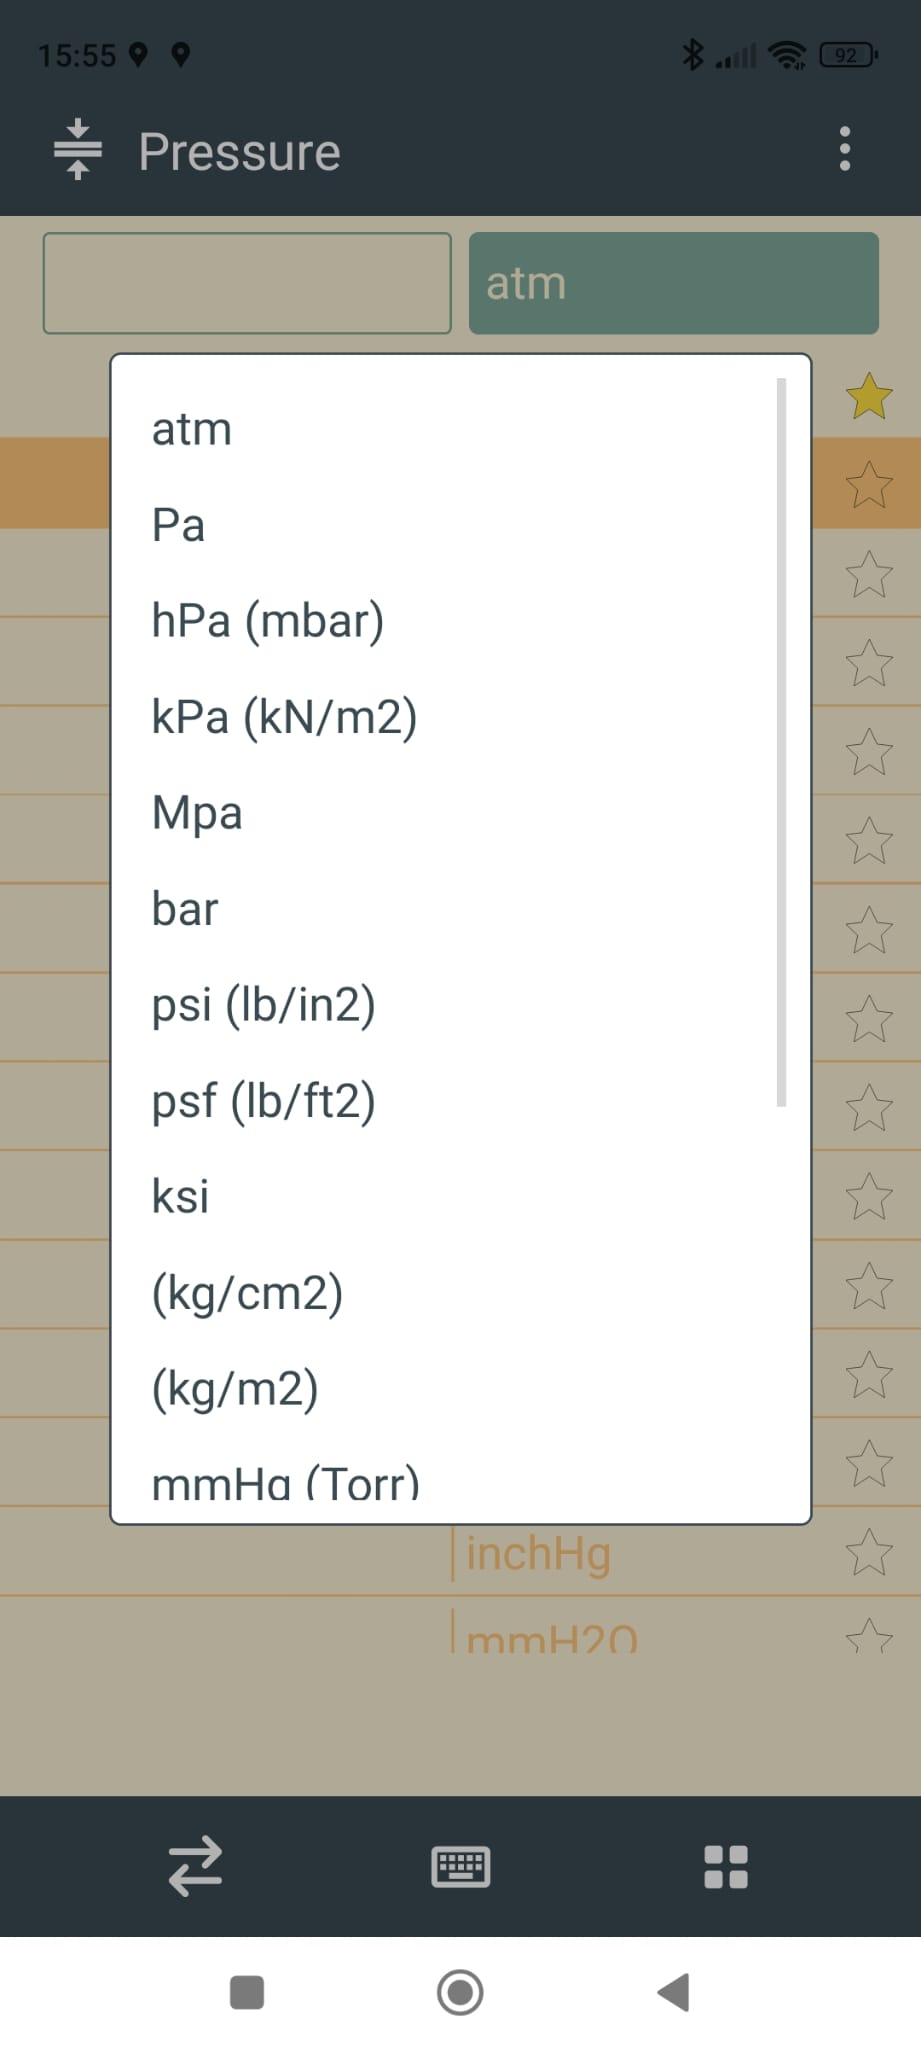 15:55
92
Pressure
atm
atm
Pa
hPa (mbar)
kPa (kN/m2)
Mpa
bar
psi (lb/in2)
psf (lb/ft2)
ksi
(kg/cm2)
(kg/m2)
mmHg (Torr)
inchHg
mmH2O